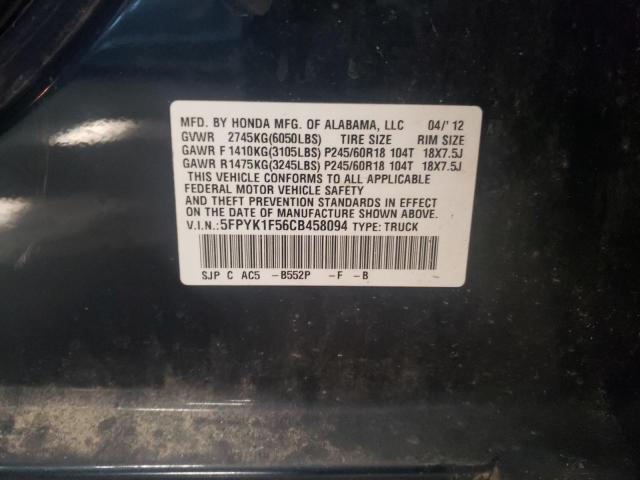 MFD. BY HONDA MFG. OF ALABAMA, LLC 04/'12
GVWR 2745KG(6050LBS) TIRE SIZE RIM SIZE
GAWR F 1410KG(3105LBS) P245/60R18 104T 18X7.5J
GAWR R 1475KG(3245LBS) P245/60R18 104T 18X7.5J
THIS VEHICLE CONFORMS TO ALL APPLICABLE
FEDERAL MOTOR VEHICLE SAFETY
AND THEFT PREVENTION STANDARDS IN EFFECT
ON THE DATE OF MANUFACTURE SHOWN ABOVE.
V.I.N.: 5FPYK1F56CB458094 TYPE: TRUCK
SJP C AC5 -B552P -F -B -